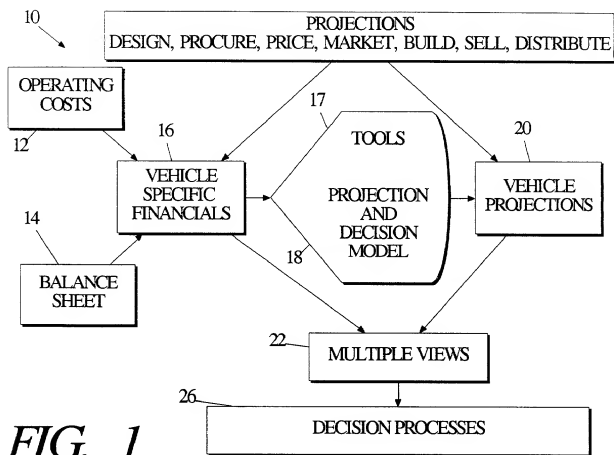 10
PROJECTIONS
DESIGN, PROCURE, PRICE, MARKET, BUILD, SELL, DISTRIBUTE
OPERATING
COSTS
12
16
VEHICLE
SPECIFIC
FINANCIALS
14
BALANCE
SHEET
17
TOOLS
PROJECTION
AND
DECISION
MODEL
18
20
VEHICLE
PROJECTIONS
22
MULTIPLE VIEWS
26
DECISION PROCESSES
FIG. 1